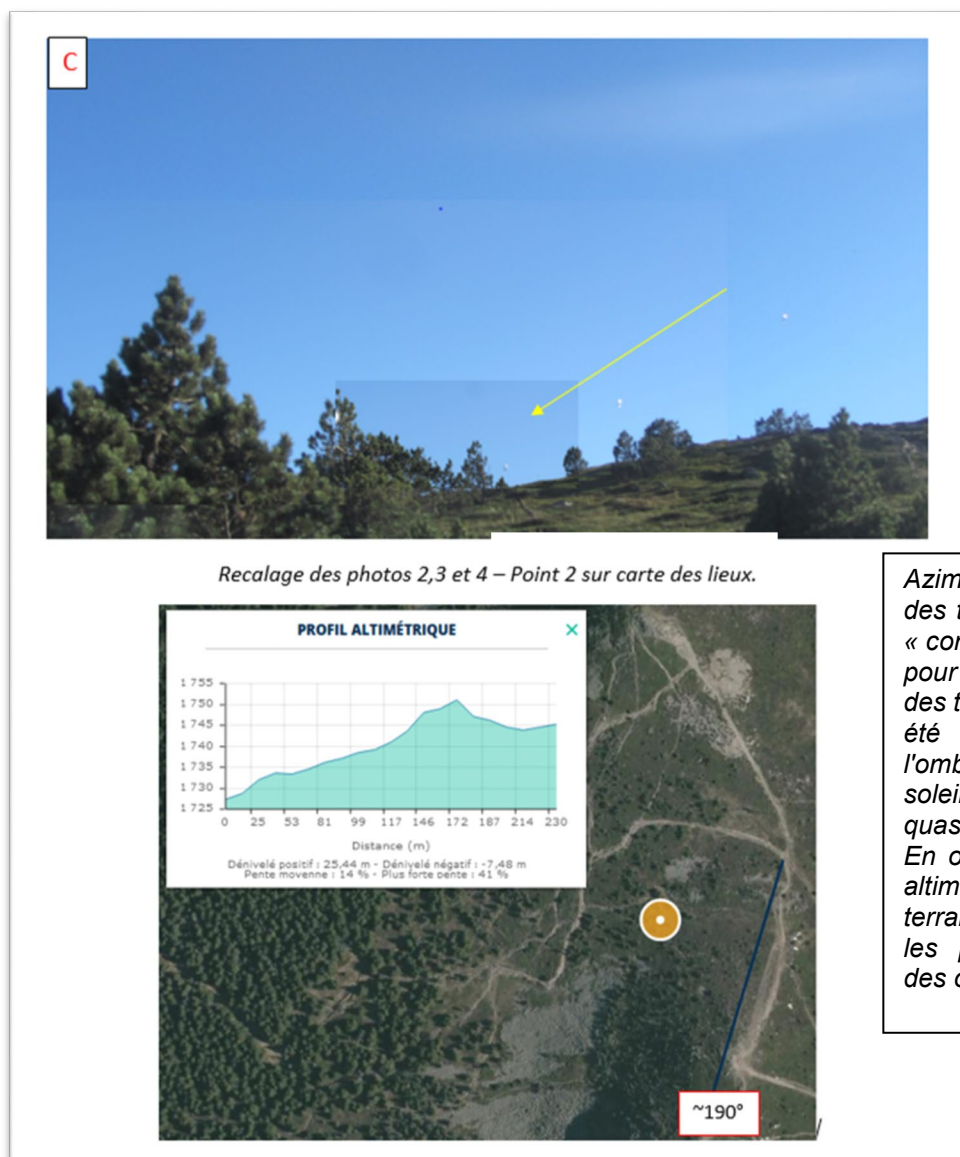 C
Recalage des photos 2,3 et 4 – Point 2 sur carte des lieux.
PROFIL ALTIMÉTRIQUE ×
1 755
1 750
1 745
1 740
1 735
1 730
1 725
0 25 53 81 99 117 146 172 187 214 230
Distance (m)
Dénivelé positif : 25,44 m - Dénivelé négatif : -7,48 m
Pente moyenne : 14 % - Plus forte pente : 41 %
~190°
Azim
des t
« con
pour
des t
été
l'omb
soleil
quas
En o
altim
terra
les p
des c